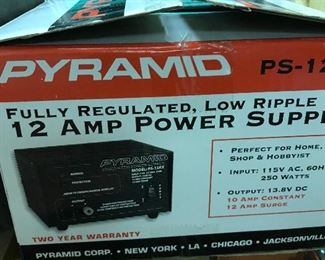 PYRAMID PS-12
FULLY REGULATED, LOW RIPPLE
12 AMP POWER SUPP
• PERFECT FOR HOME,
SHOP & HOBBYIST
• INPUT: 115V AC, 60H
250 WATTS
• OUTPUT: 13.8V DC
10 AMP CONSTANT
12 AMP SURGE
PYRAMID
TWO YEAR WARRANTY
PYRAMID CORP. • NEW YORK • LA • CHICAGO • JACKSONVILL